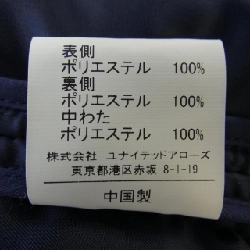 表側
ポリエステル 100%
裏側
ポリエステル 100%
中わた
ポリエステル 100%
株式会社 ユナイテッドアローズ
東京都港区赤坂 8-1-19
中国製